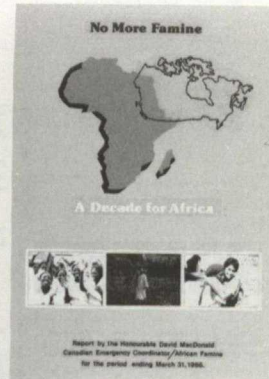 No More Famine
A Decade for Africa
Report by the Honourable David MacDonald
Canadian Emergency Coordinator/African Famine
for the period ending March 31, 1986.